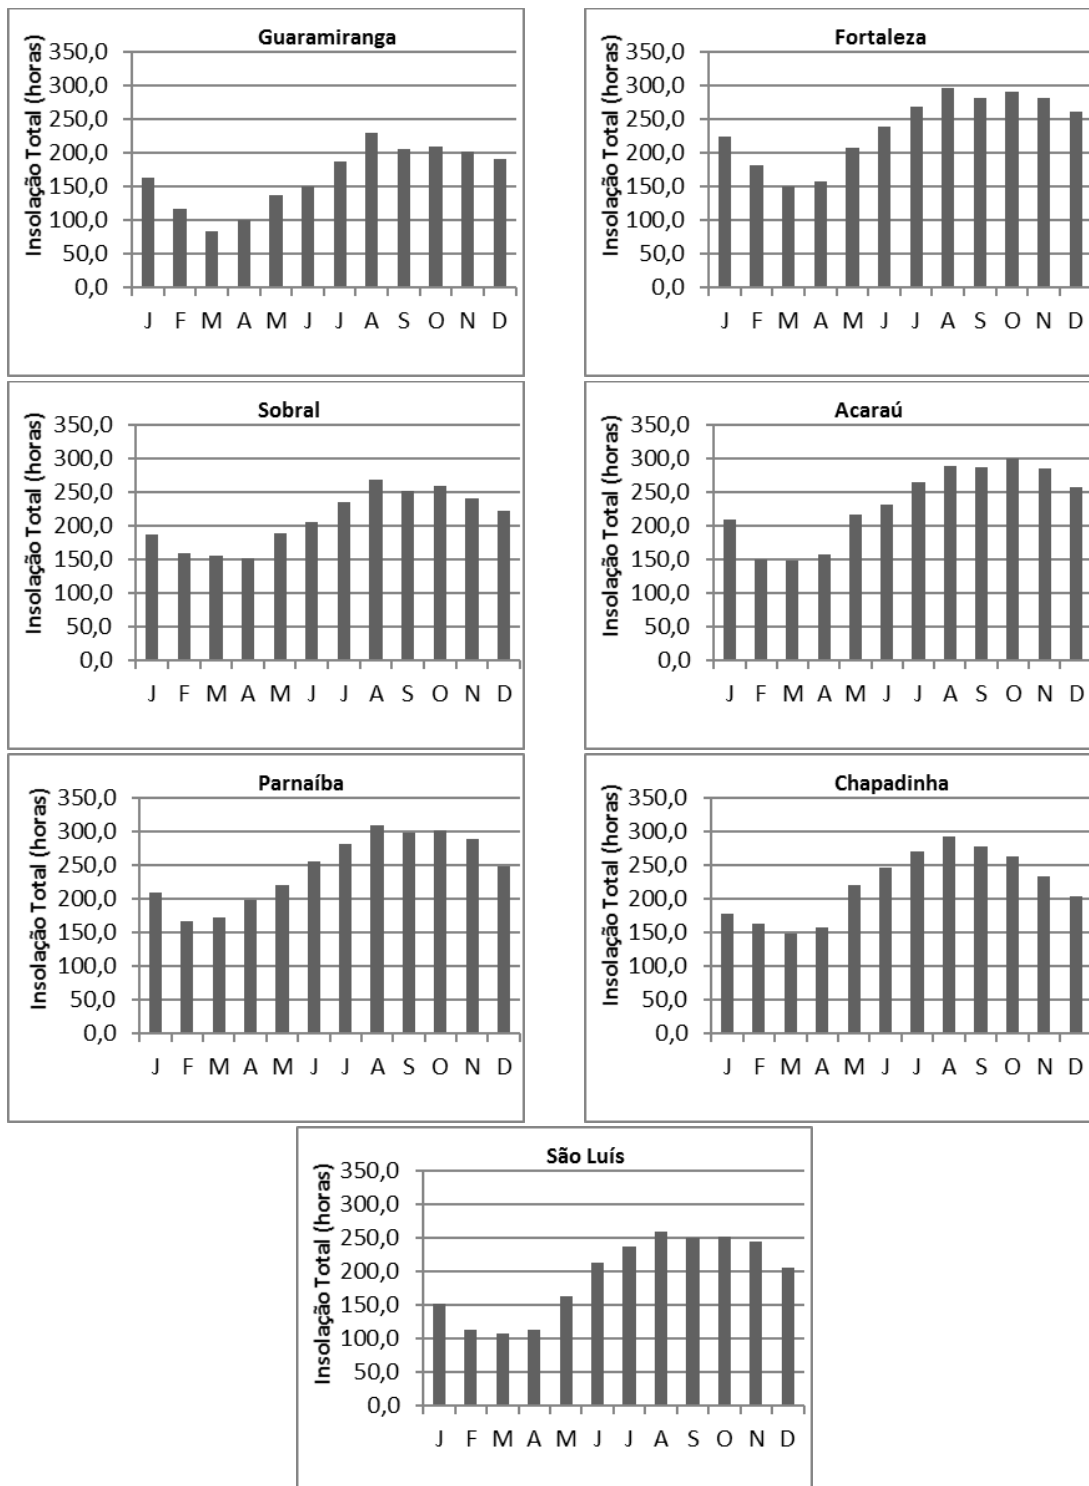 Guaramiranga
Insolação Total (horas)
350,0
300,0
250,0
200,0
150,0
100,0
50,0
0,0
J F M A M J J A S O N D
Fortaleza
Insolação Total (horas)
350,0
300,0
250,0
200,0
150,0
100,0
50,0
0,0
J F M A M J J A S O N D
Sobral
Insolação Total (horas)
350,0
300,0
250,0
200,0
150,0
100,0
50,0
0,0
J F M A M J J A S O N D
Acaraú
Insolação Total (horas)
350,0
300,0
250,0
200,0
150,0
100,0
50,0
0,0
J F M A M J J A S O N D
Parnaíba
Insolação Total (horas)
350,0
300,0
250,0
200,0
150,0
100,0
50,0
0,0
J F M A M J J A S O N D
Chapadinha
Insolação Total (horas)
350,0
300,0
250,0
200,0
150,0
100,0
50,0
0,0
J F M A M J J A S O N D
São Luís
Insolação Total (horas)
350,0
300,0
250,0
200,0
150,0
100,0
50,0
0,0
J F M A M J J A S O N D